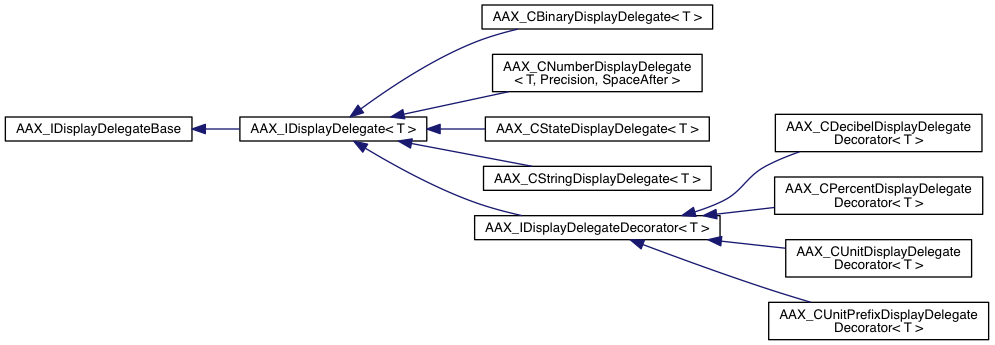 AAX_IDisplayDelegateBase
AAX_IDisplayDelegate< T >
AAX_CBinaryDisplayDelegate< T >
AAX_CNumberDisplayDelegate
< T, Precision, SpaceAfter >
AAX_CStateDisplayDelegate< T >
AAX_CStringDisplayDelegate< T >
AAX_IDisplayDelegateDecorator< T >
AAX_CDecibelDisplayDelegate
Decorator< T >
AAX_CPercentDisplayDelegate
Decorator< T >
AAX_CUnitDisplayDelegate
Decorator< T >
AAX_CUnitPrefixDisplayDelegate
Decorator< T >